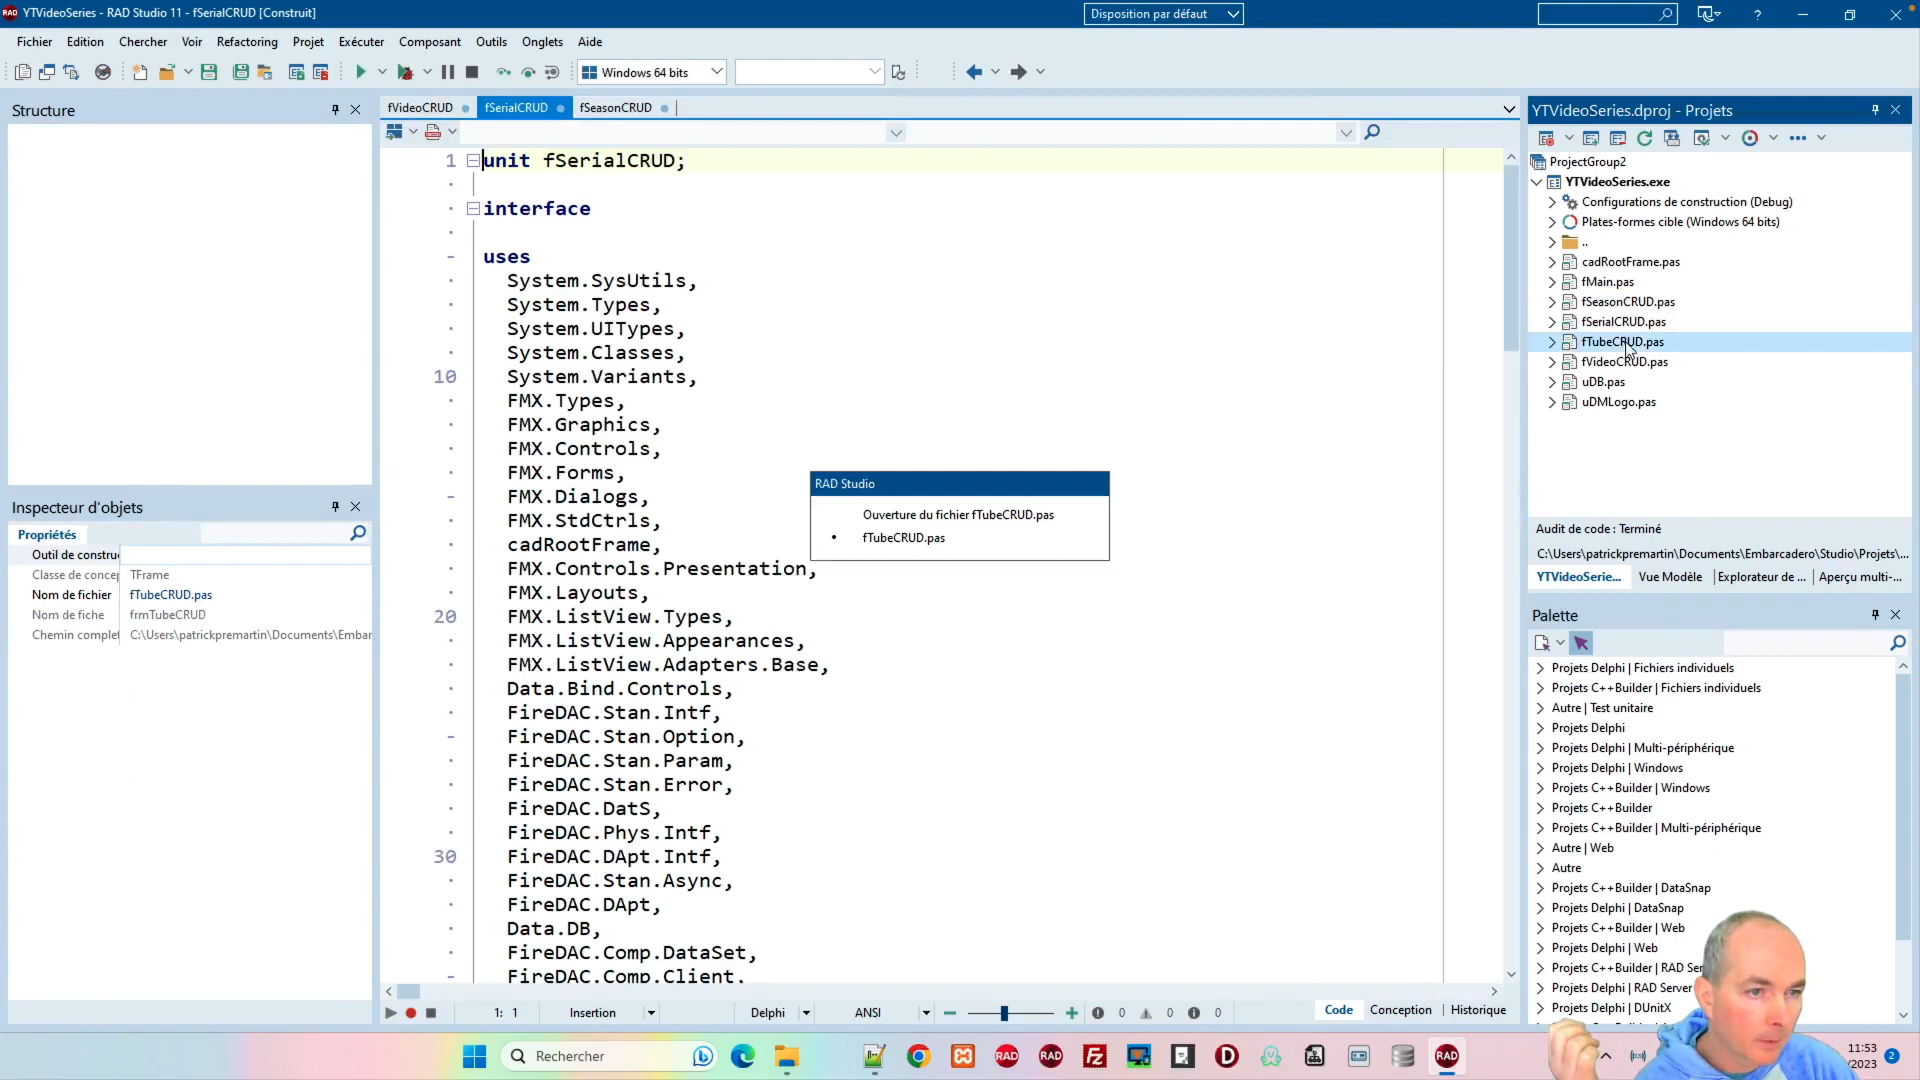 YTVideoSeries - RAD Studio 11 - fSerialCRUD [Construit]
Disposition par défaut
?
Fichier Edition Chercher Voir Refactoring Projet Exécuter Composant Outils Onglets Aide
Windows 64 bits
Structure
fVideoCRUD fSerialCRUD fSeasonCRUD
YTVideoSeries.dproj - Projets
1 unit fSerialCRUD;
interface
uses
System.SysUtils,
System.Types,
System.UITypes,
System.Classes,
10 System.Variants,
FMX.Types,
FMX.Graphics,
FMX.Controls,
FMX.Forms,
FMX.Dialogs,
FMX.StdCtrls,
cadRootFrame,
FMX.Controls.Presentation,
FMX.Layouts,
20 FMX.ListView.Types,
FMX.ListView.Appearances,
FMX.ListView.Adapters.Base,
Data.Bind.Controls,
FireDAC.Stan.Intf,
FireDAC.Stan.Option,
FireDAC.Stan.Param,
FireDAC.Stan.Error,
FireDAC.DatS,
FireDAC.Phys.Intf,
30 FireDAC.DApt.Intf,
FireDAC.Stan.Async,
FireDAC.DApt,
Data.DB,
FireDAC.Comp.DataSet,
FireDAC.Comp.Client,
RAD Studio
Ouverture du fichier fTubeCRUD.pas
• fTubeCRUD.pas
Inspecteur d'objets
Propriétés
Outil de constru
Classe de concep TFrame
Nom de fichier fTubeCRUD.pas
Nom de fiche frmTubeCRUD
Chemin complet C:\Users\patrickpremartin\Documents\Embar
ProjectGroup2
YTVideoSeries.exe
Configurations de construction (Debug)
Plates-formes cible (Windows 64 bits)
..
cadRootFrame.pas
fMain.pas
fSeasonCRUD.pas
fSerialCRUD.pas
fTubeCRUD.pas
fVideoCRUD.pas
uDB.pas
uDMLogo.pas
Audit de code : Terminé
C:\Users\patrickpremartin\Documents\Embarcadero\Studio\Projets\...
YTVideoSerie... Vue Modèle Explorateur de ... Aperçu multi-...
Palette
Projets Delphi | Fichiers individuels
Projets C++Builder | Fichiers individuels
Autre | Test unitaire
Projets Delphi
Projets Delphi | Multi-périphérique
Projets Delphi | Windows
Projets C++Builder | Windows
Projets C++Builder
Projets C++Builder | Multi-périphérique
Autre | Web
Autre
Projets C++Builder | DataSnap
Projets Delphi | DataSnap
Projets C++Builder | Web
Projets Delphi | Web
Projets C++Builder | RAD Ser
Projets Delphi | RAD Server
Projets Delphi | DUnitX
1: 1 Insertion Delphi ANSI 0 0 0 Code Conception Historique
Rechercher
RAD RAD RAD
11:53
/2023
2